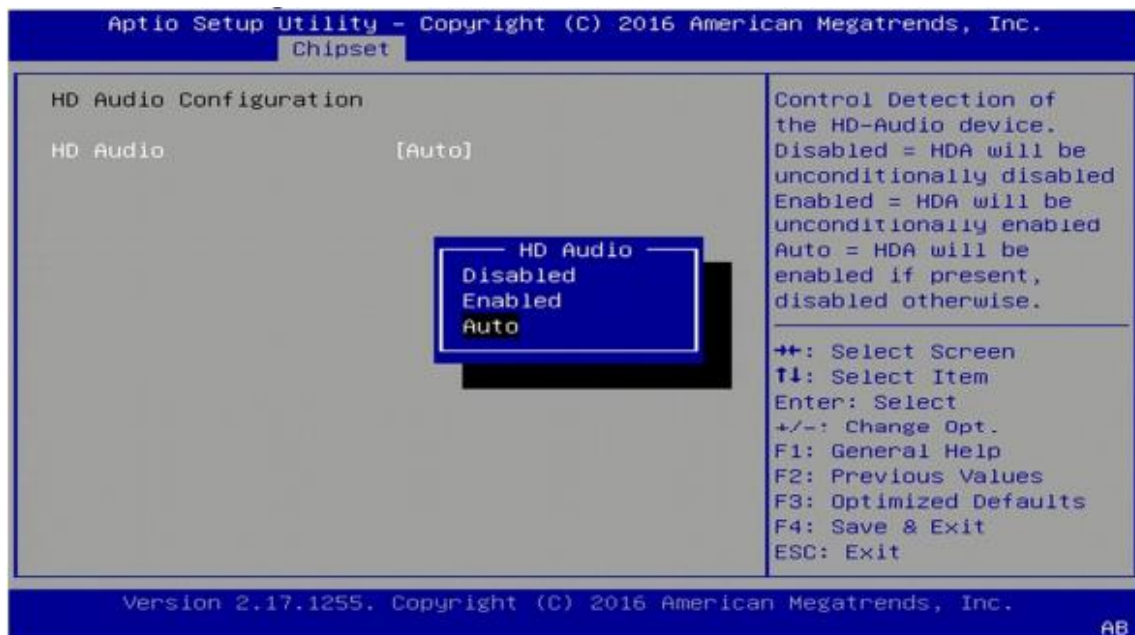 Aptio Setup Utility – Copyright (C) 2016 American Megatrends, Inc.
Chipset
HD Audio Configuration
HD Audio [Auto]
HD Audio
Disabled
Enabled
Auto
Control Detection of
the HD-Audio device.
Disabled = HDA will be
unconditionally disabled
Enabled = HDA will be
unconditionally enabled
Auto = HDA will be
enabled if present,
disabled otherwise.
→←: Select Screen
↑↓: Select Item
Enter: Select
+/-: Change Opt.
F1: General Help
F2: Previous Values
F3: Optimized Defaults
F4: Save & Exit
ESC: Exit
Version 2.17.1255. Copyright (C) 2016 American Megatrends, Inc.
AB